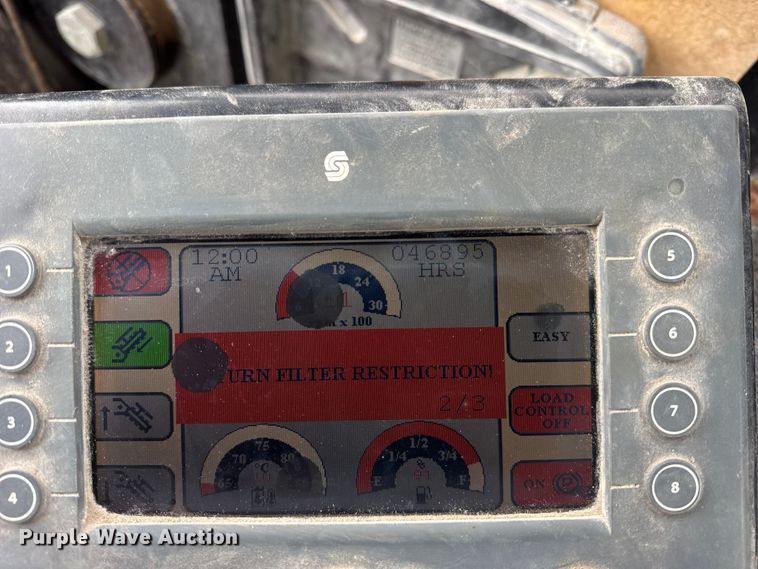 12:00
AM
046895
HRS
18
24
30
x 100
URN FILTER RESTRICTION!
2/3
1
2
3
4
5
6
7
8
EASY
LOAD
CONTROL
OFF
ON P
65
70
75
80
°C
E
1/4
1/2
3/4
F
%
94
Purple Wave Auction